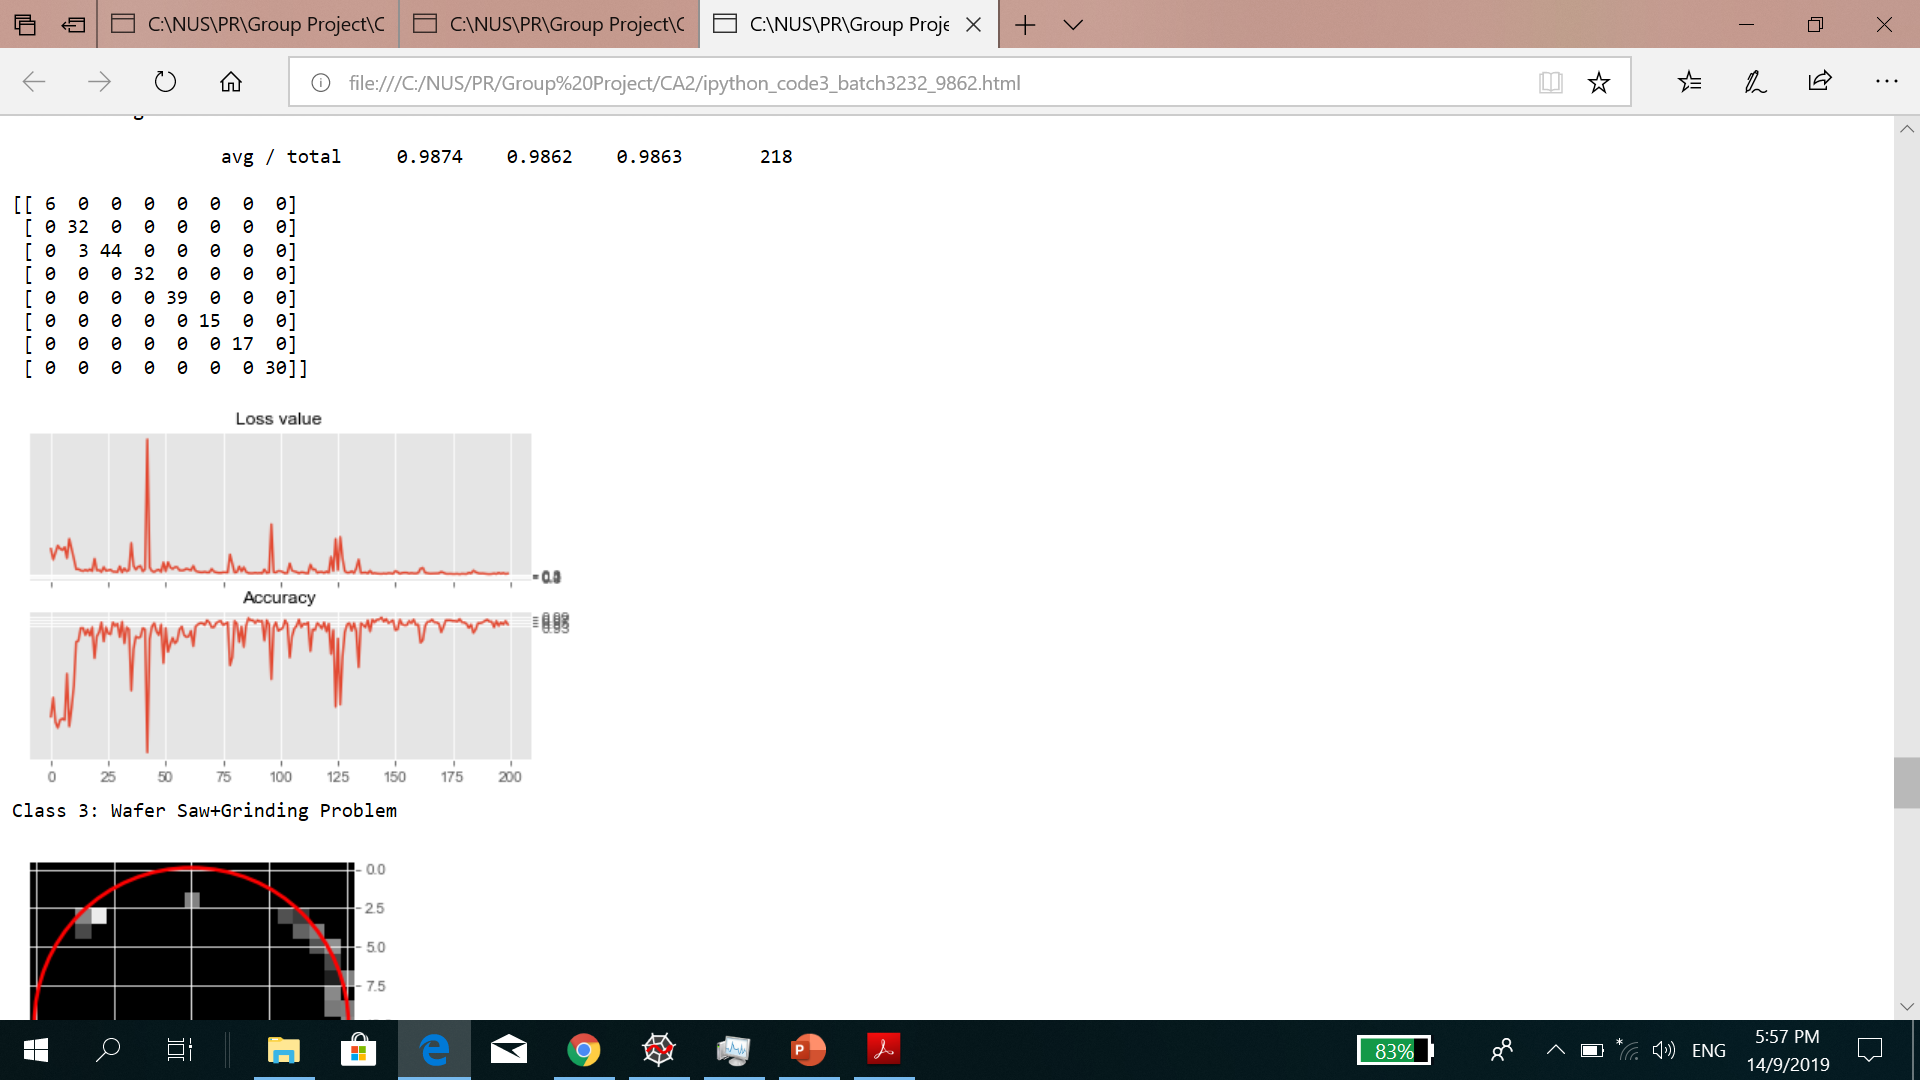 C:\NUS\PR\Group Project\C
C:\NUS\PR\Group Project\C
C:\NUS\PR\Group Proje
file:///C:/NUS/PR/Group%20Project/CA2/ipython_code3_batch3232_9862.html
avg / total 0.9874 0.9862 0.9863 218
[[ 6 0 0 0 0 0 0 0]
[ 0 32 0 0 0 0 0 0]
[ 0 3 44 0 0 0 0 0]
[ 0 0 0 32 0 0 0 0]
[ 0 0 0 0 39 0 0 0]
[ 0 0 0 0 0 15 0 0]
[ 0 0 0 0 0 0 17 0]
[ 0 0 0 0 0 0 0 30]]
Loss value
Accuracy
0.93
0 25 50 75 100 125 150 175 200
Class 3: Wafer Saw+Grinding Problem
0.0
2.5
5.0
7.5
83%
ENG
5:57 PM
14/9/2019